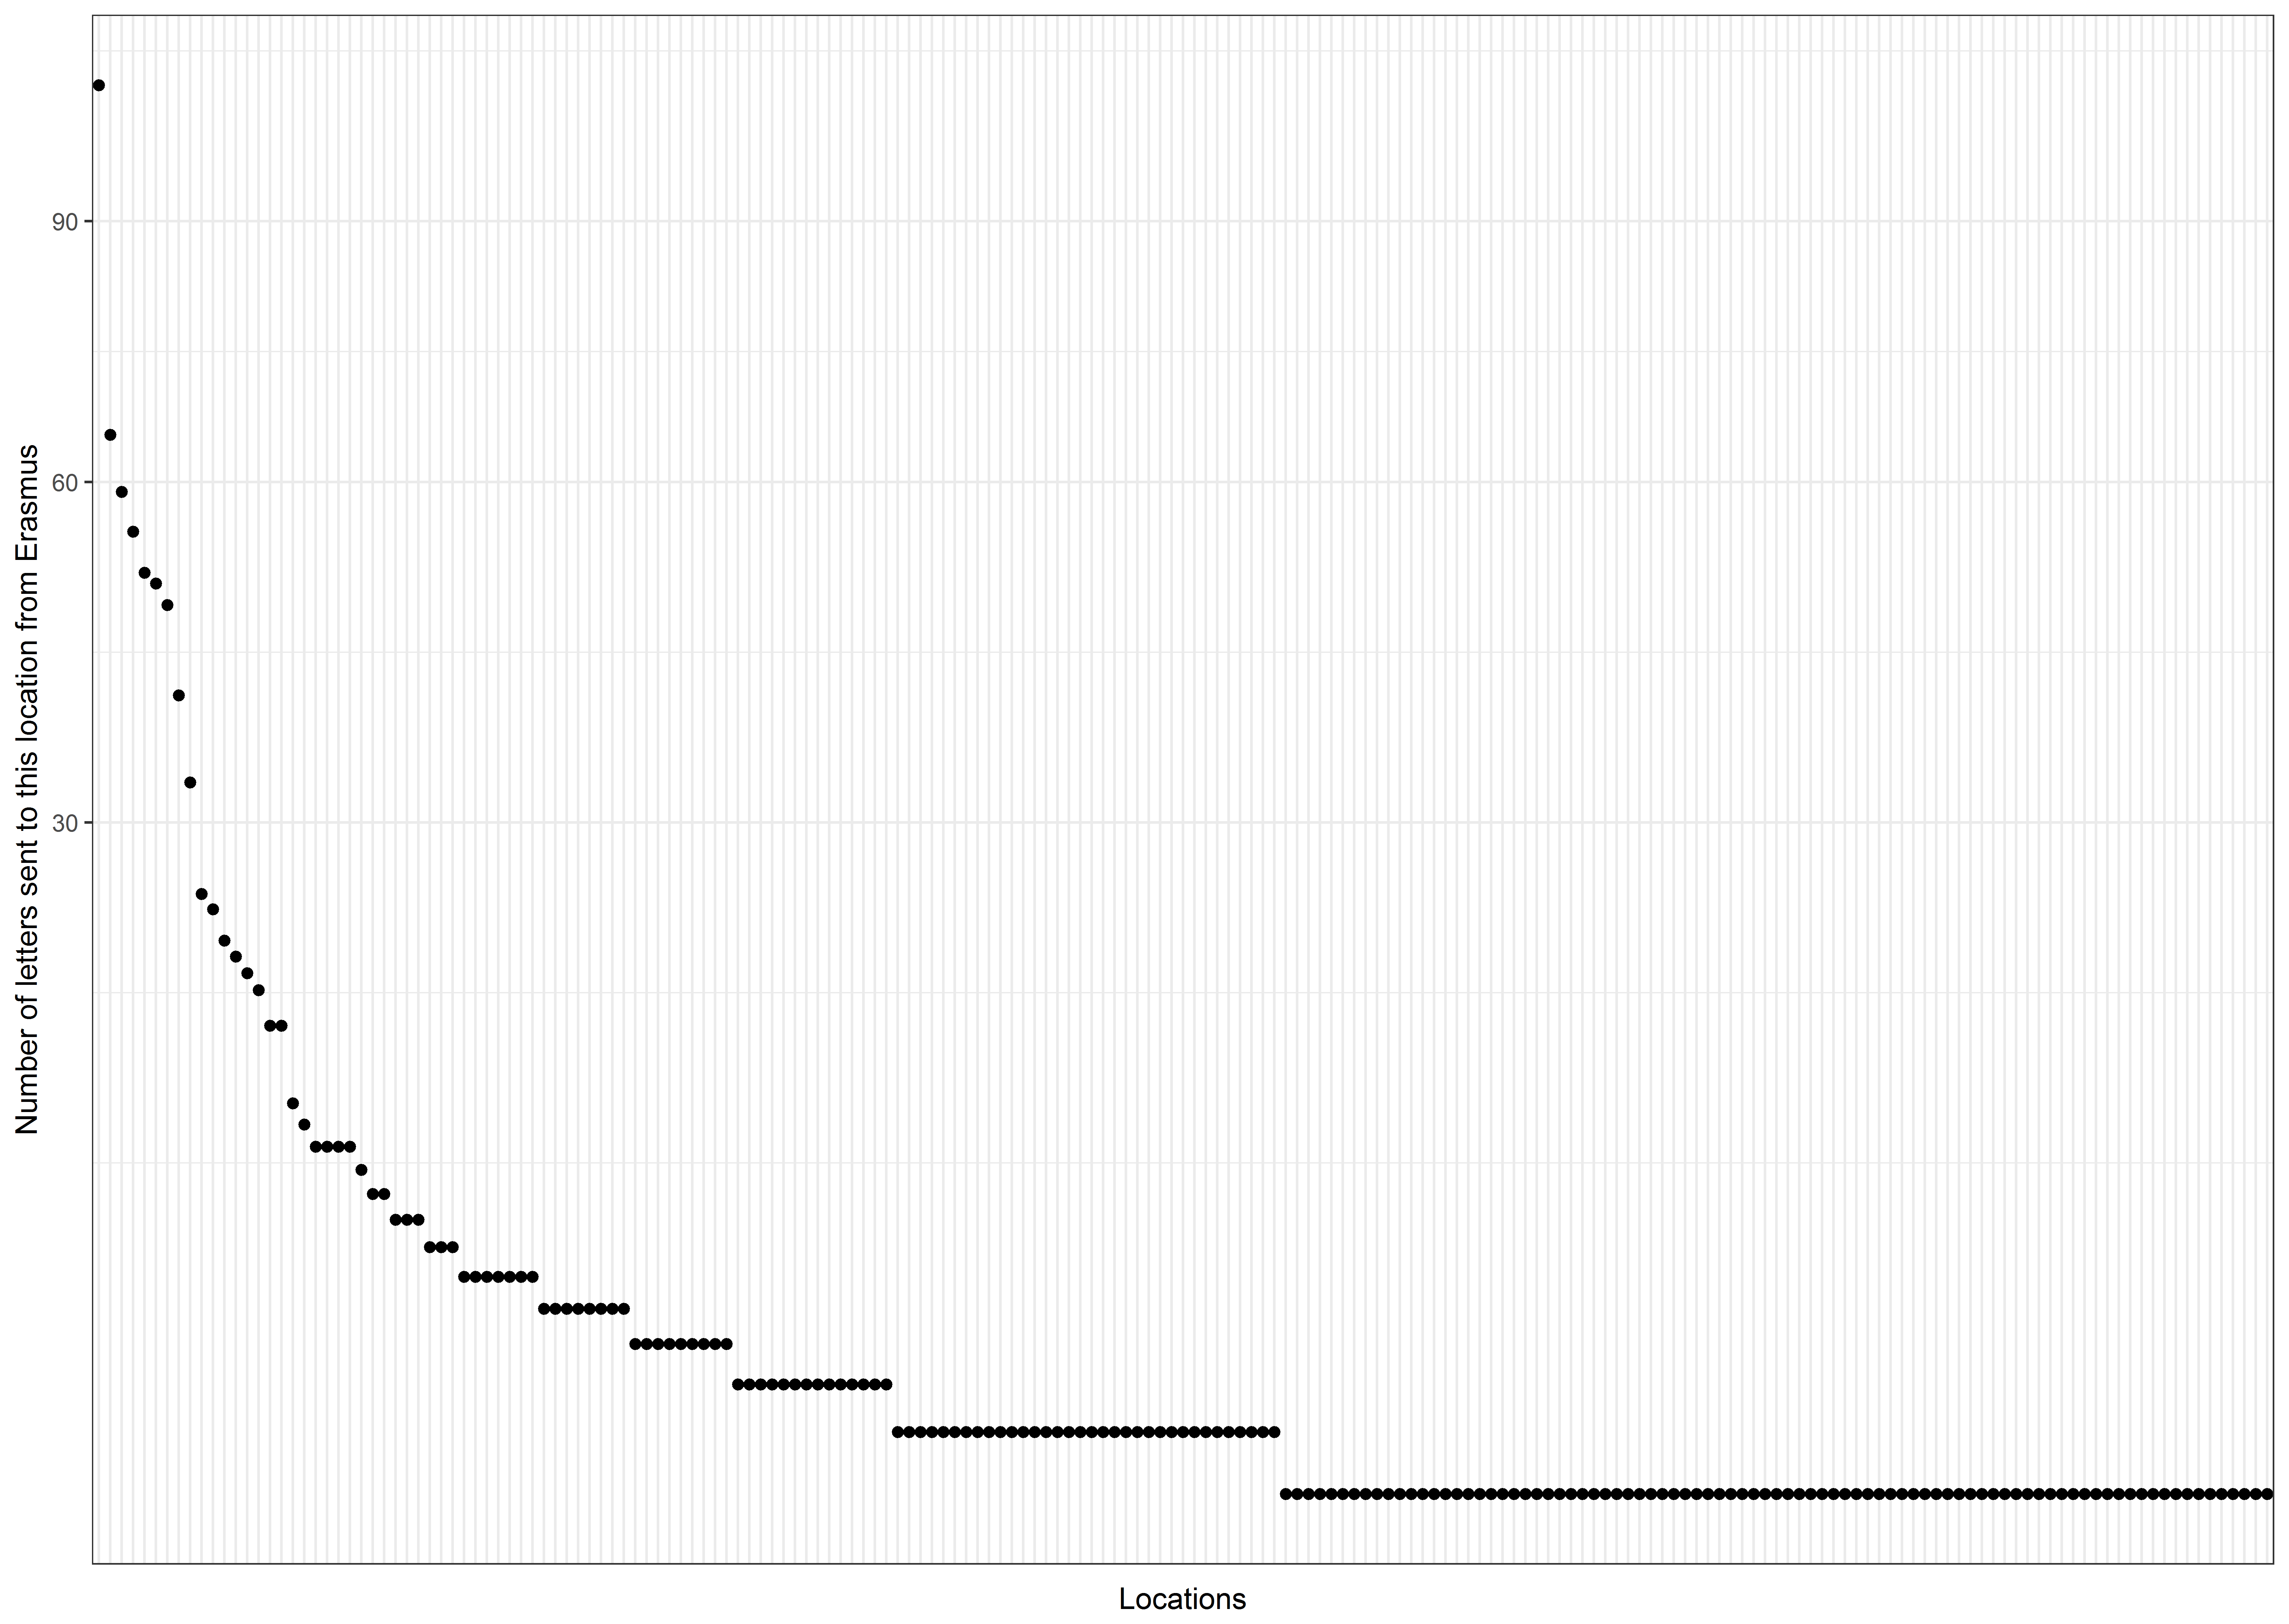 Number of letters sent to this location from Erasmus
90
60
30
Locations